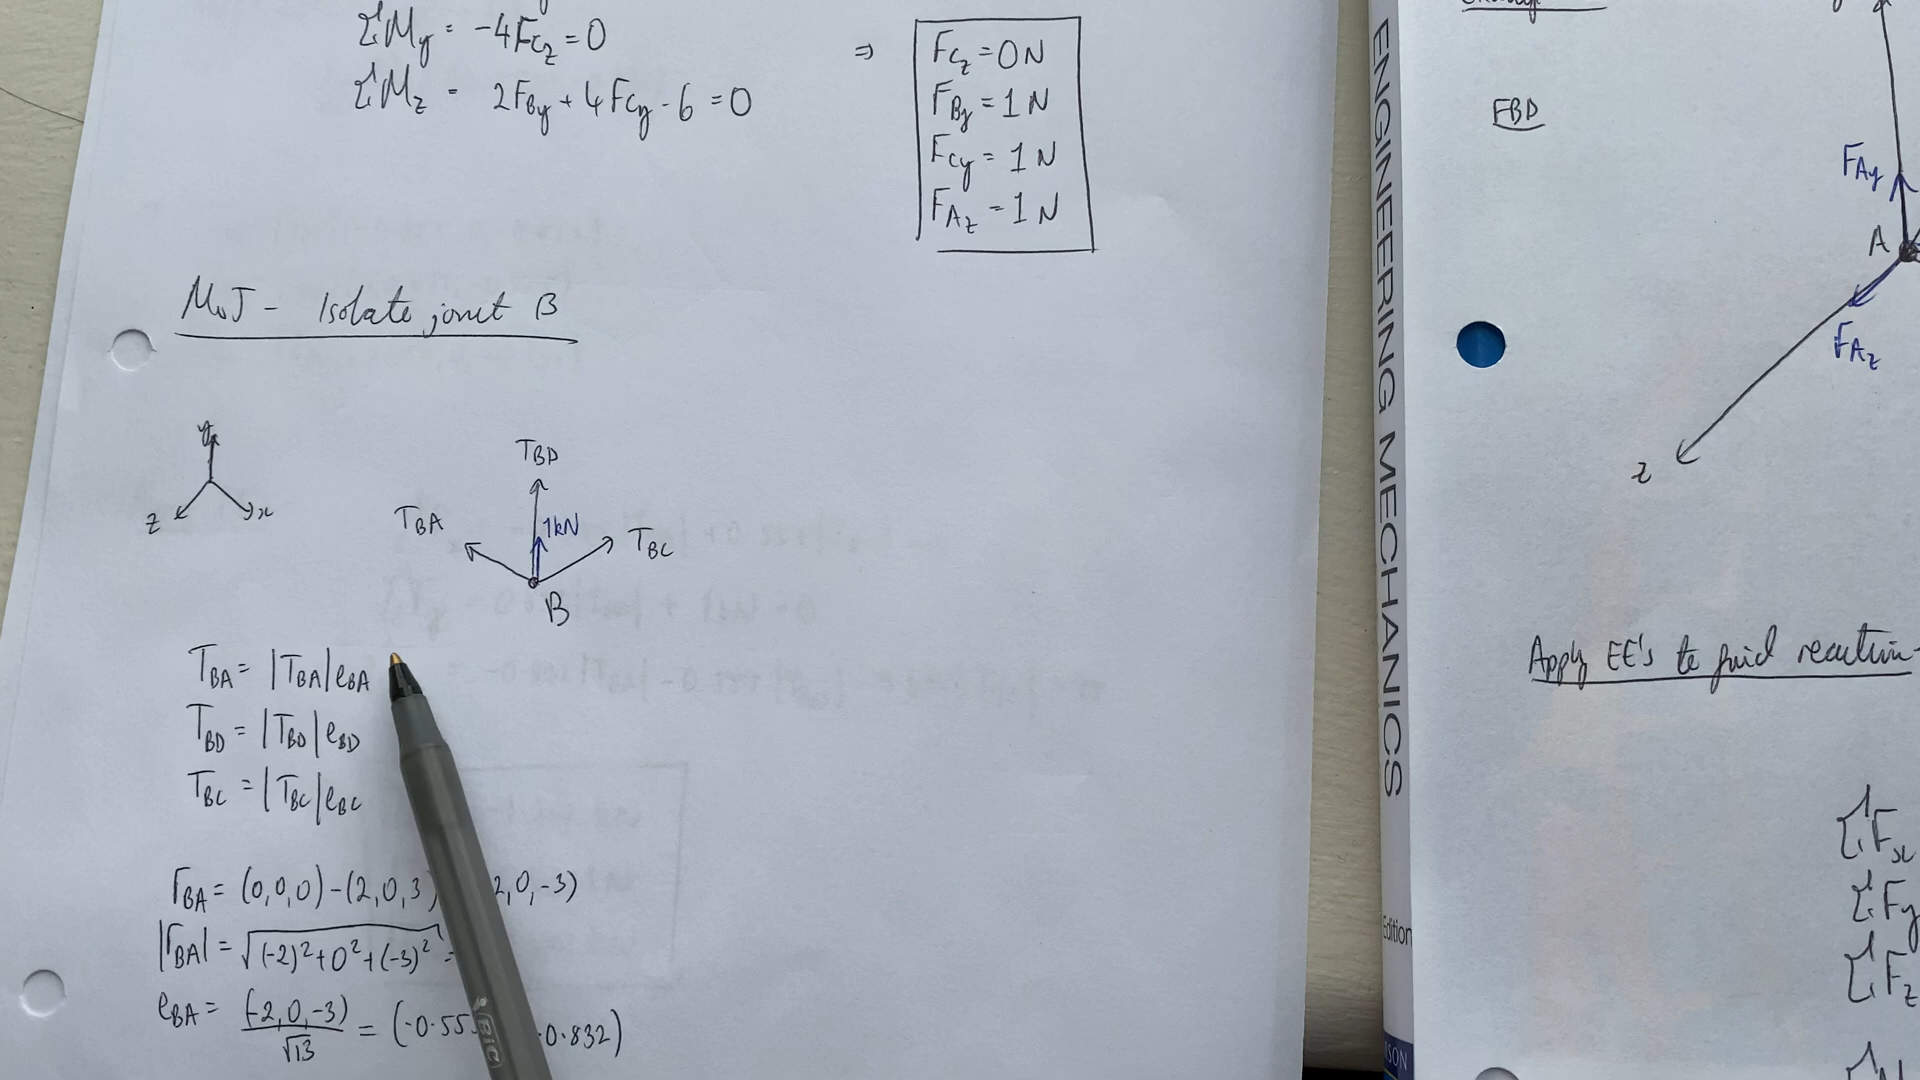 ΣMy = -4FCz = 0
ΣMz = 2FBy + 4FCy - 6 = 0
⇒
FCz = 0N
FBy = 1N
FCy = 1N
FAz = 1N
MoJ - Isolate joint B
y
z
x
TBD
TBA
1kN
TBC
B
TBA = |TBA|eBA
TBD = |TBD|eBD
TBC = |TBC|eBC
rBA = (0,0,0) - (2,0,3) 2,0,-3)
|rBA| = √(-2)²+0²+(-3)² =
eBA = (-2,0,-3)/√13 = (-0.55 0.832)
ENGINEERING MECHANICS
Edition
FBD
FAy
A
FAz
z
Apply EE's to find
ΣFx
ΣFy
ΣFz
BIC